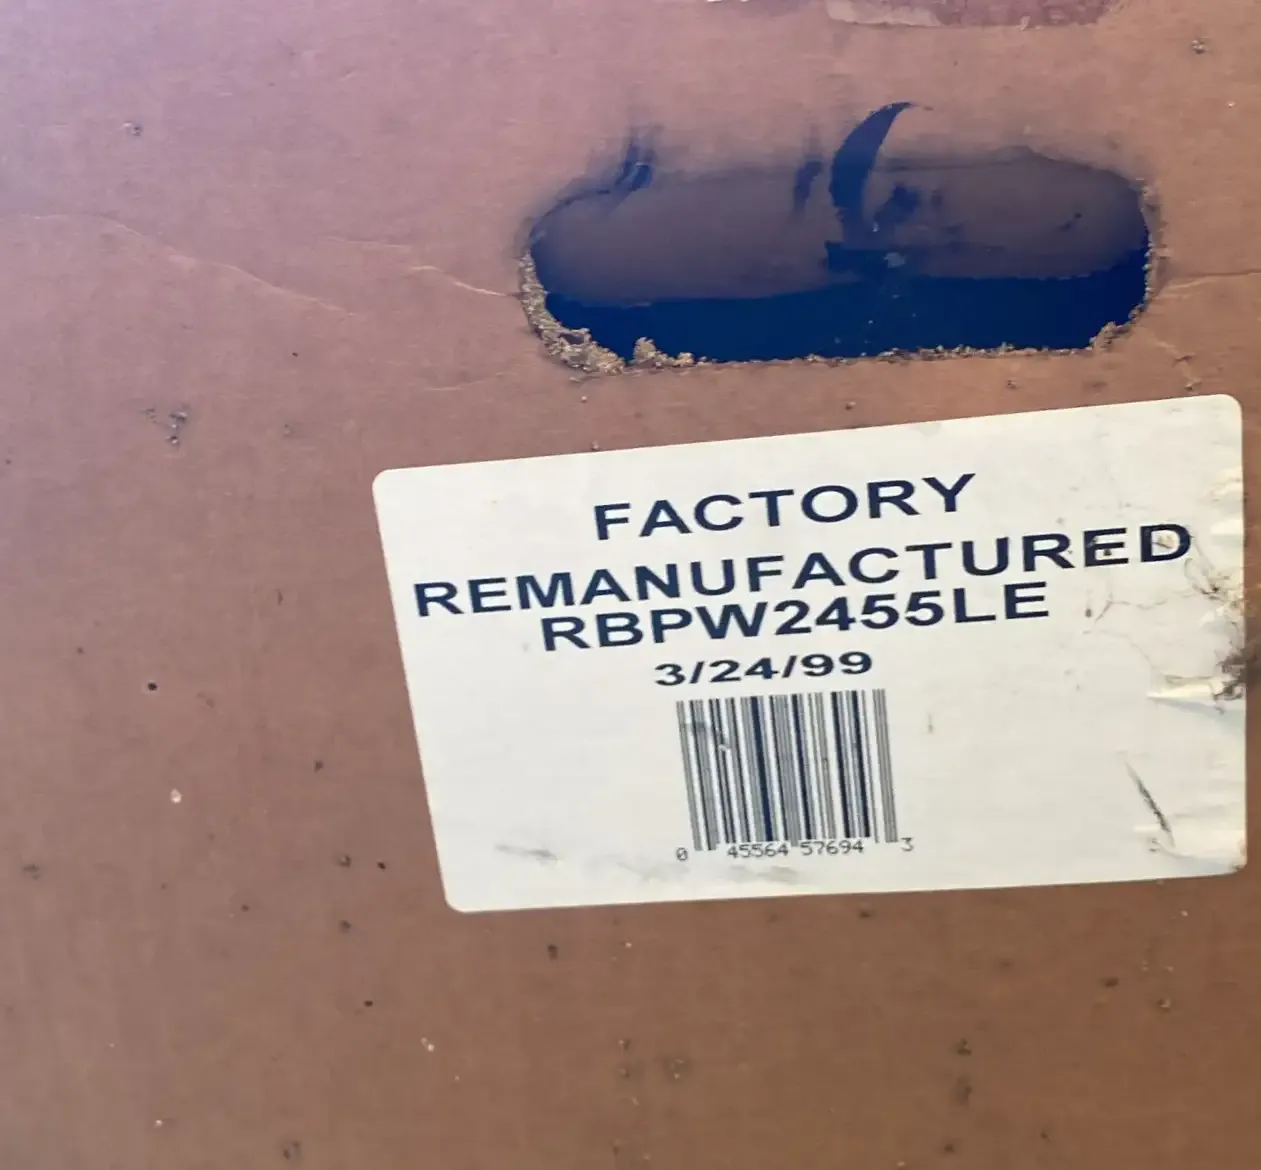 FACTORY
REMANUFACTURED
RBPW2455LE
3/24/99
0 45564 57694 3